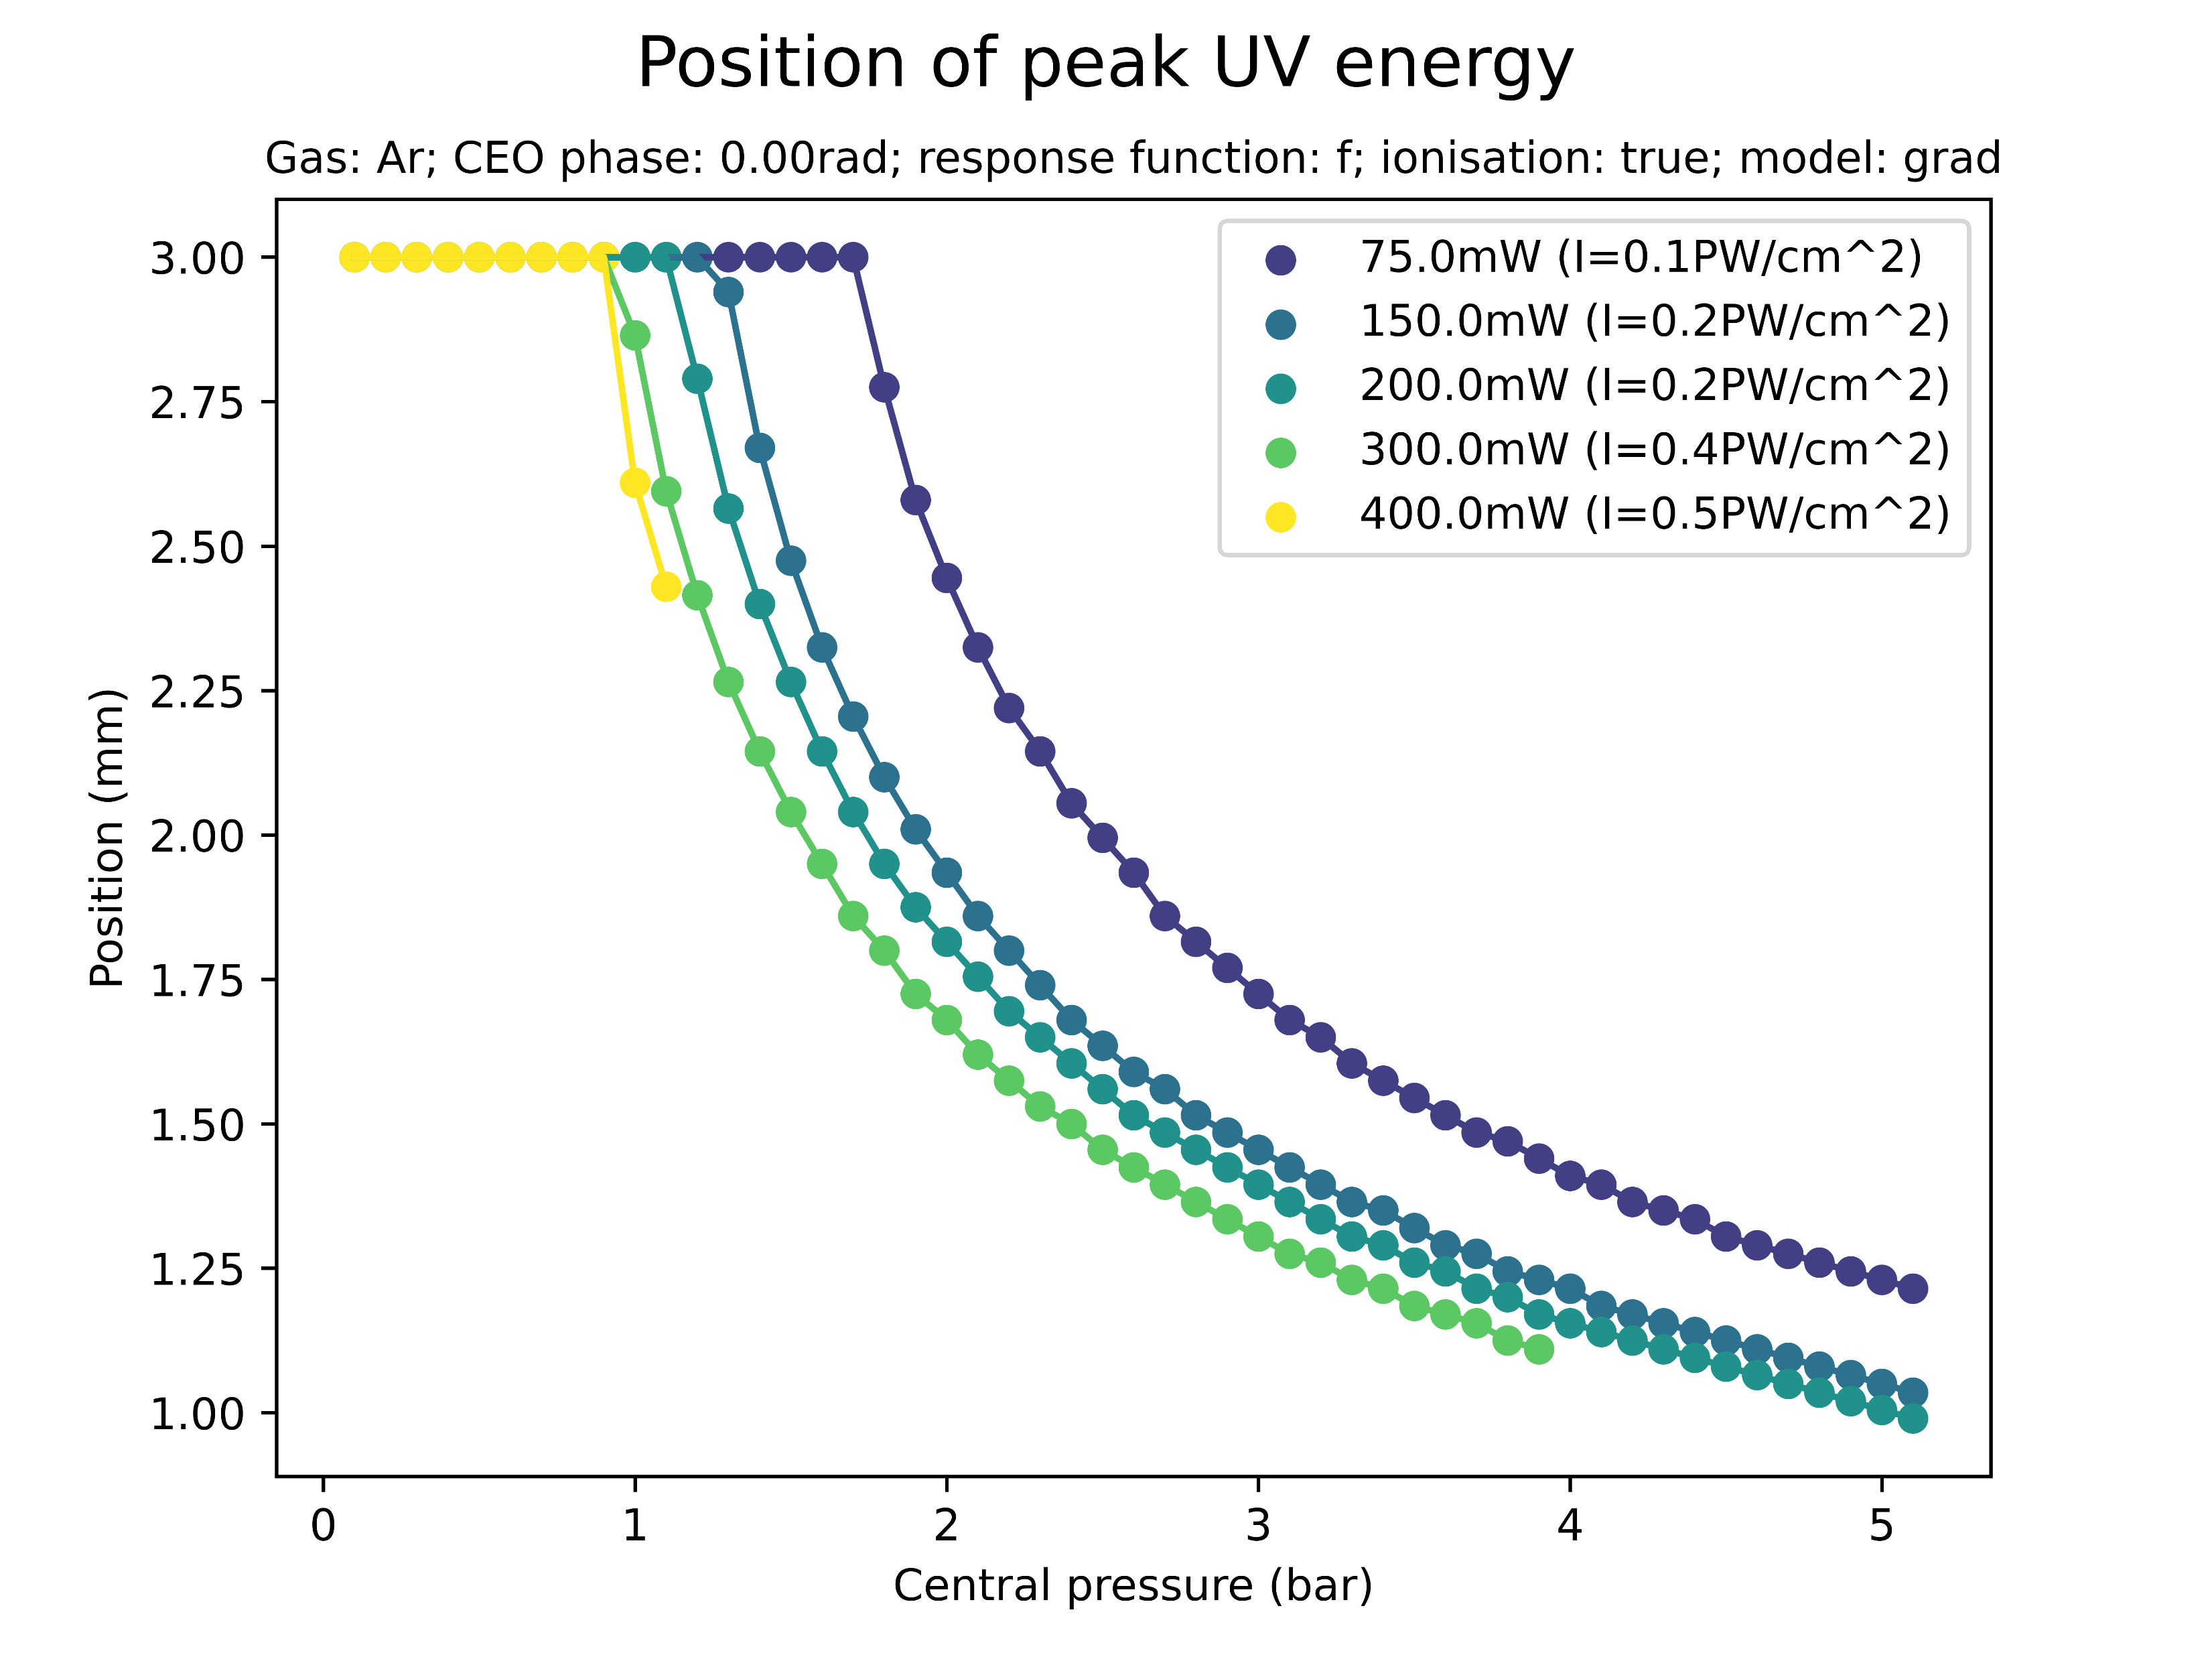 Position of peak UV energy
Gas: Ar; CEO phase: 0.00rad; response function: f; ionisation: true; model: grad
75.0mW (I=0.1PW/cm^2)
150.0mW (I=0.2PW/cm^2)
200.0mW (I=0.2PW/cm^2)
300.0mW (I=0.4PW/cm^2)
400.0mW (I=0.5PW/cm^2)
Position (mm)
3.00
2.75
2.50
2.25
2.00
1.75
1.50
1.25
1.00
0 1 2 3 4 5
Central pressure (bar)